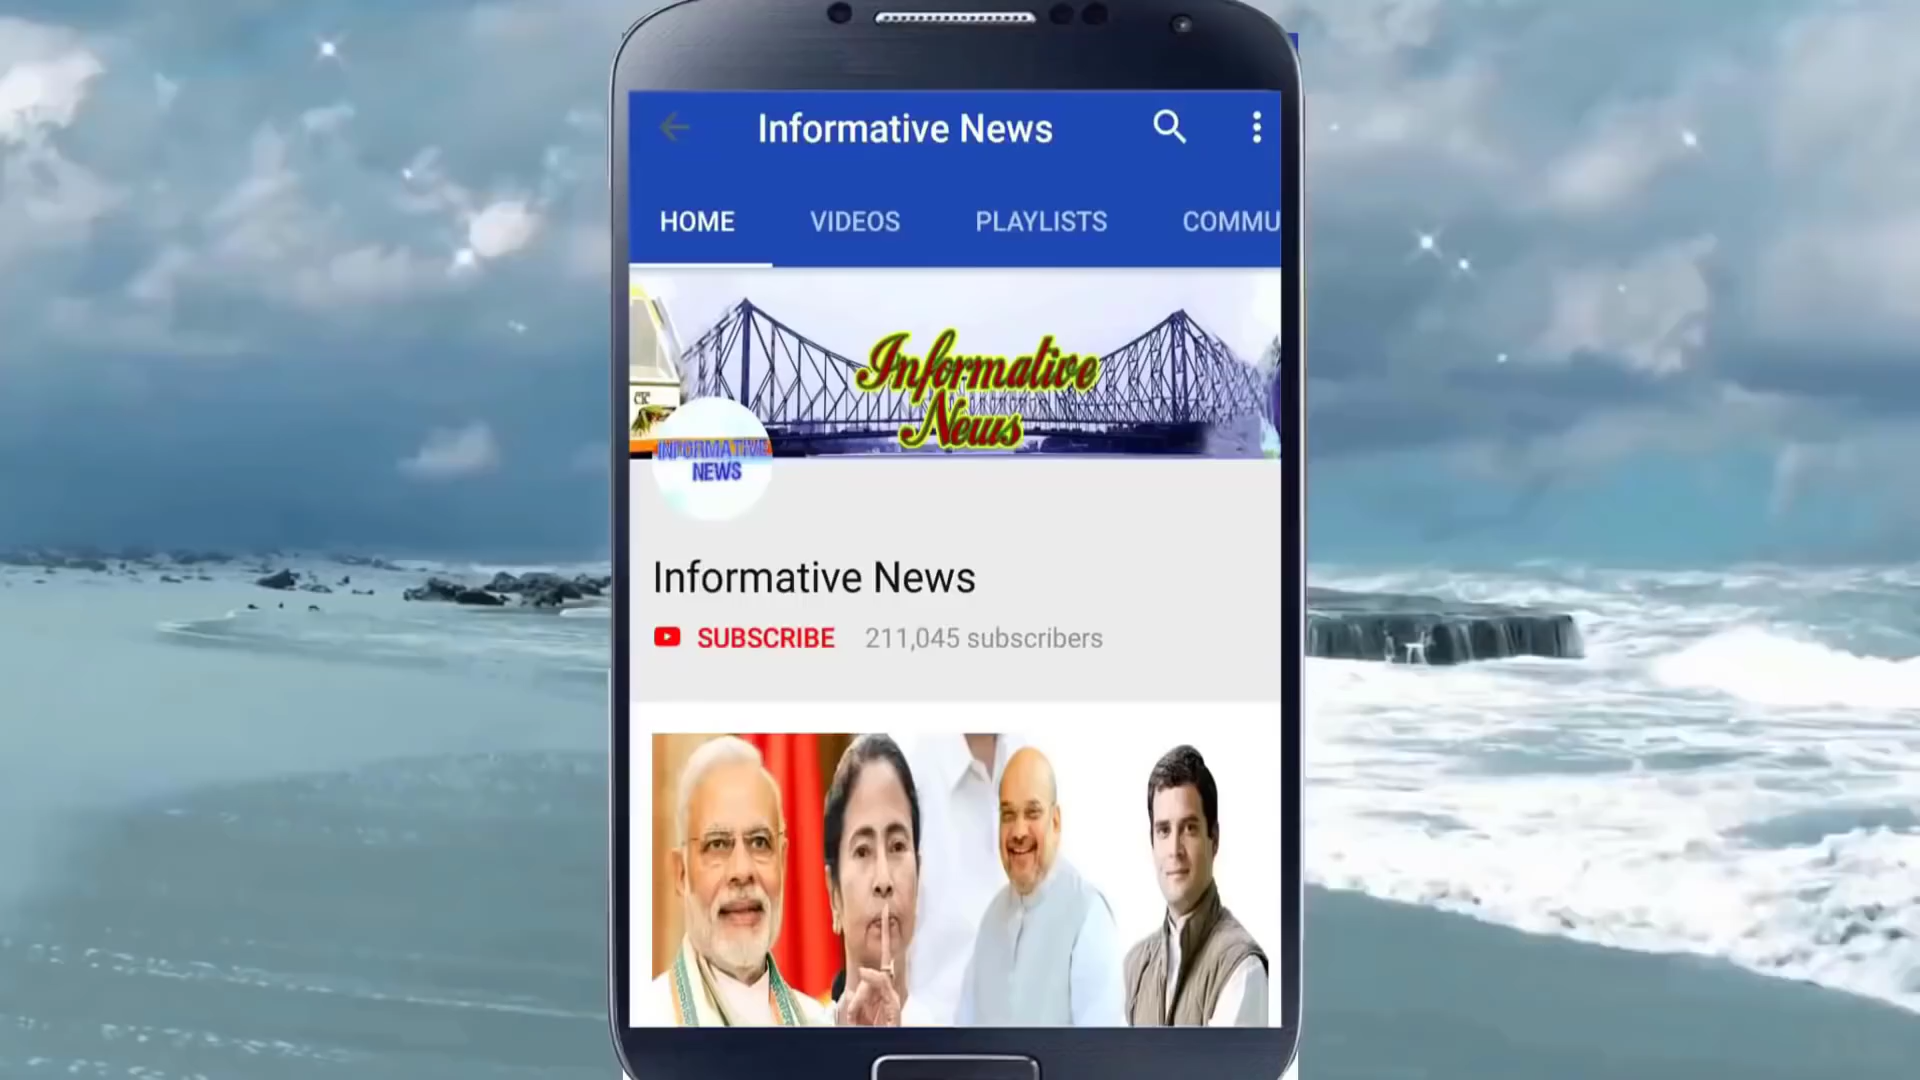 Informative News
HOME VIDEOS PLAYLISTS COMMU
Informative
News
INFORMATIVE
NEWS
Informative News
SUBSCRIBE 211,045 subscribers